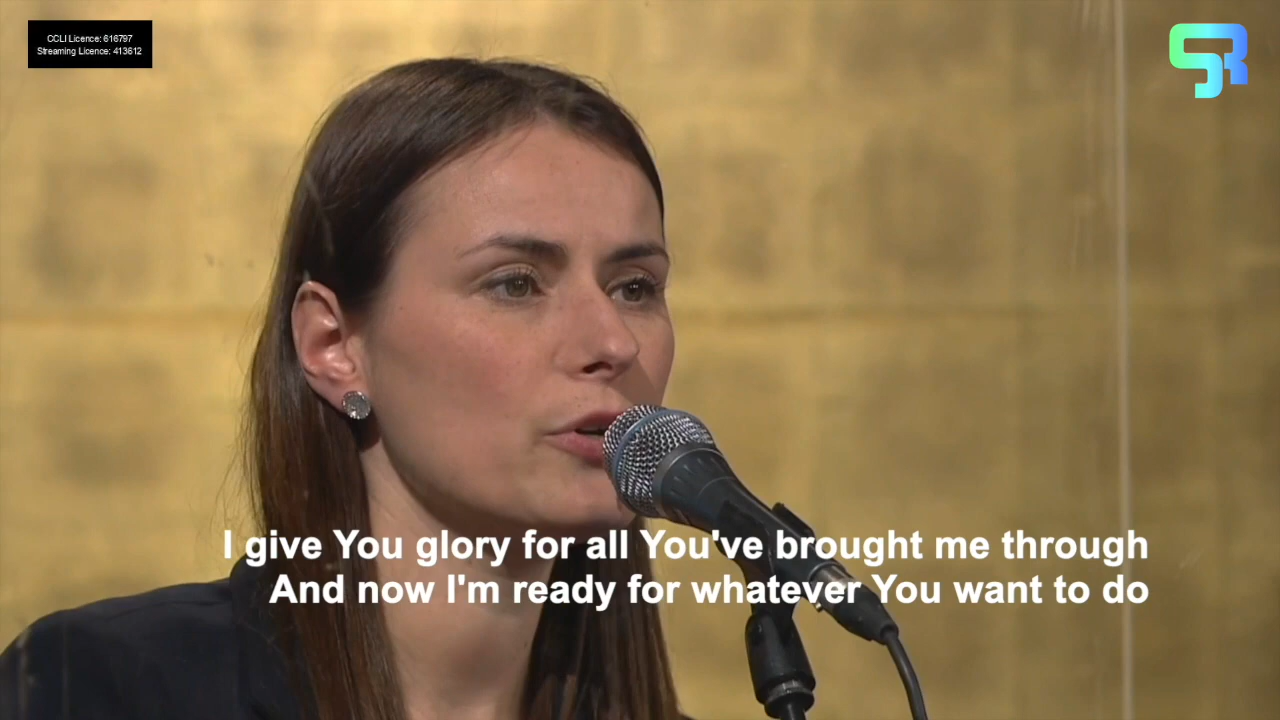 CCLI Licence: 616797
Streaming Licence: 413612
SR
I give You glory for all You've brought me through
And now I'm ready for whatever You want to do